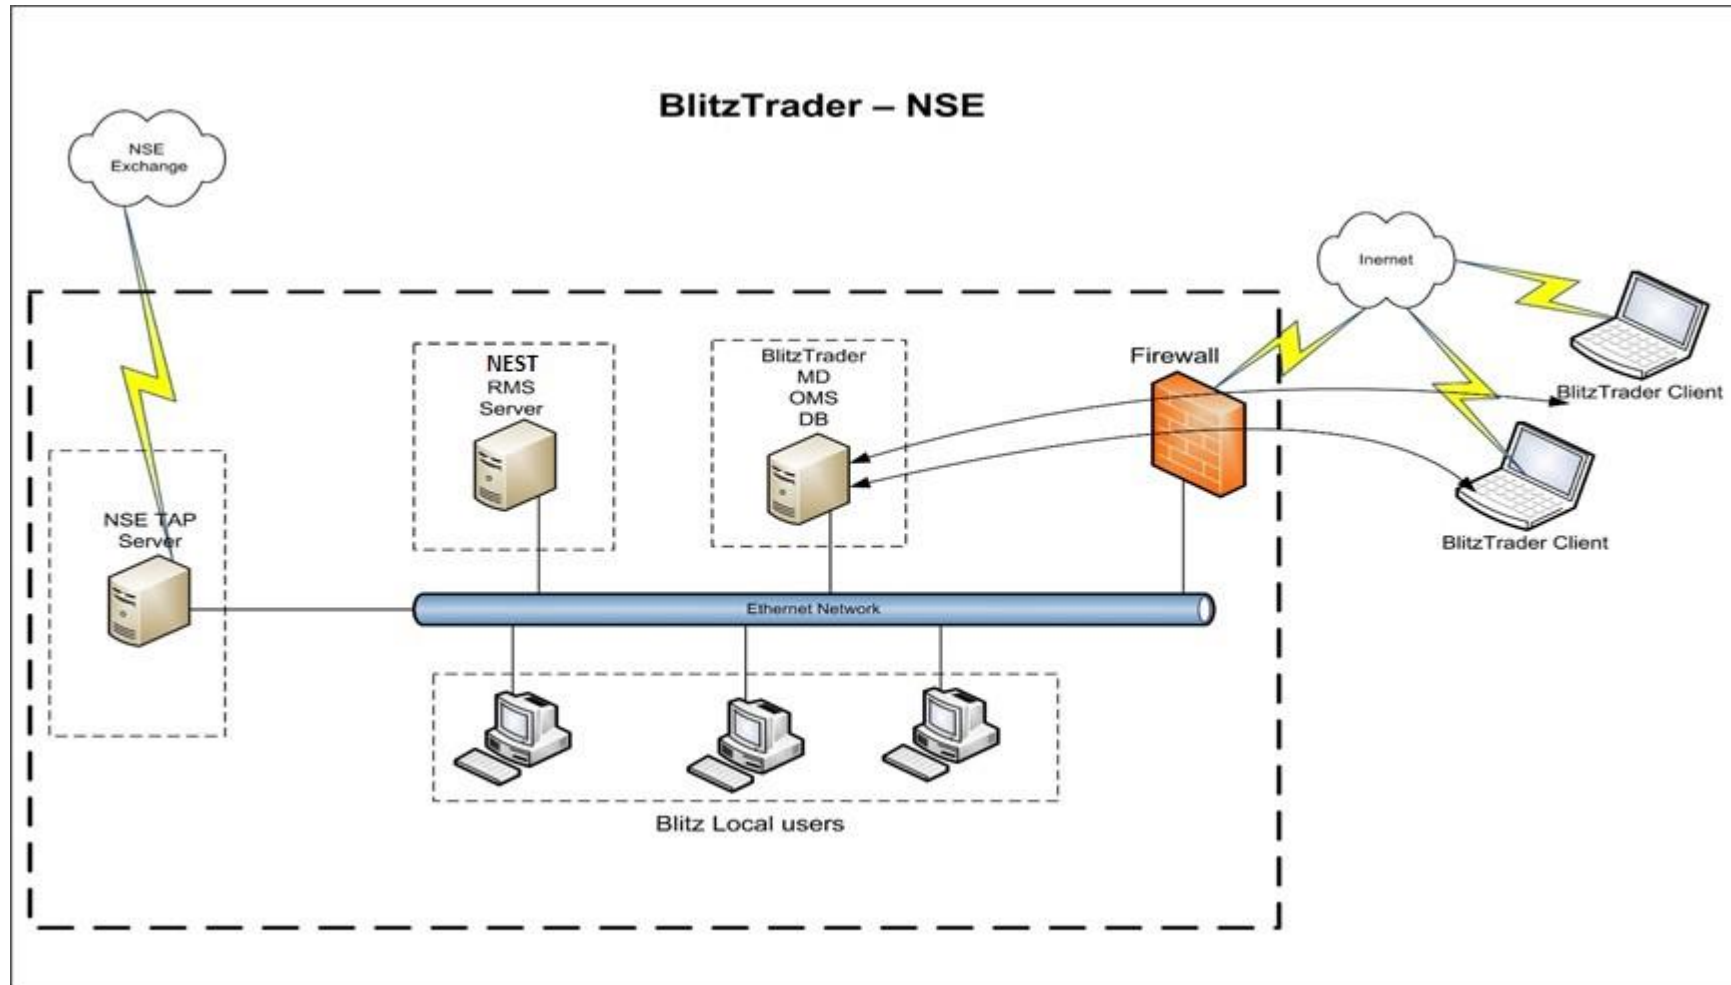 BlitzTrader – NSE
NSE
Exchange
Inernet
NEST
RMS
Server
BlitzTrader
MD
OMS
DB
Firewall
BlitzTrader Client
NSE TAP
Server
BlitzTrader Client
Ethernet Network
Blitz Local users